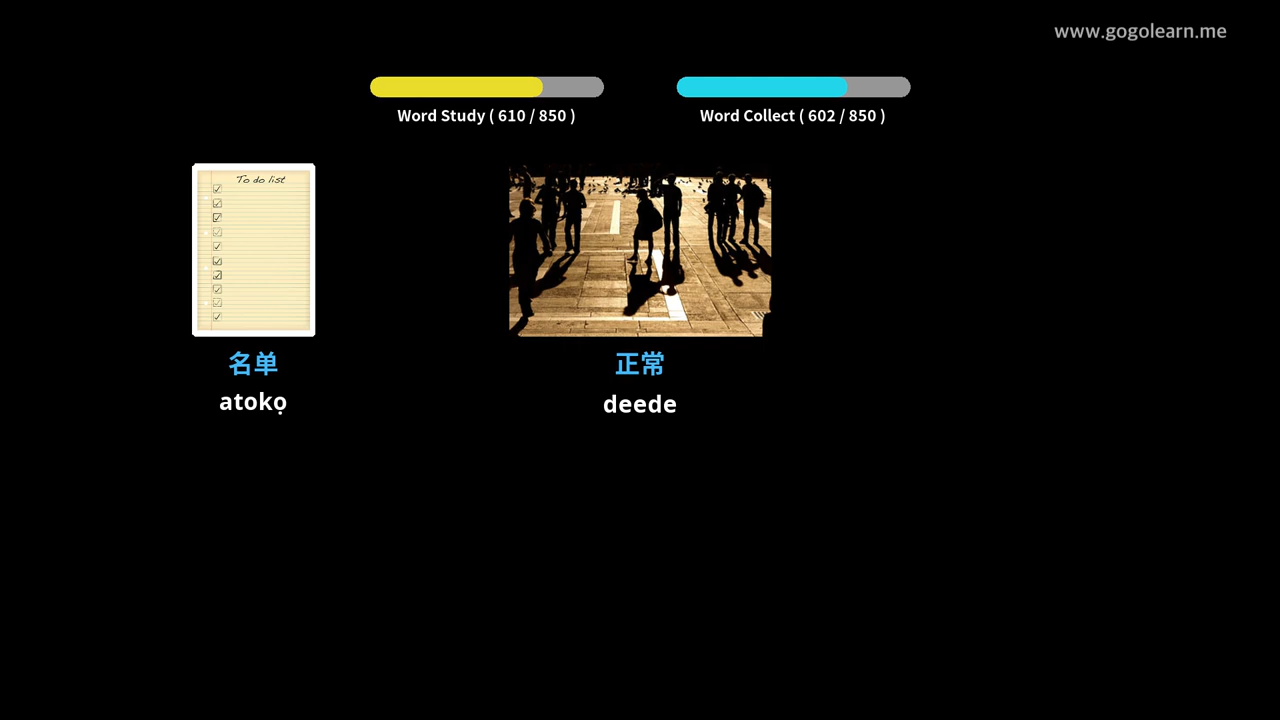 www.gogolearn.me
Word Study ( 610 / 850 )
Word Collect ( 602 / 850 )
To do list
名单
正常
atokọ
deede